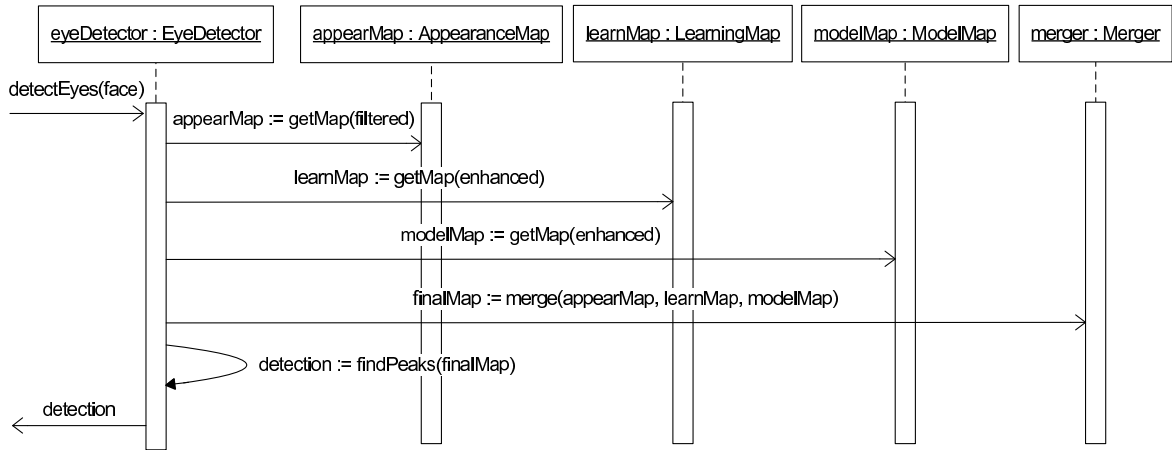 eyeDetector : EyeDetector
appearMap : AppearanceMap
learnMap : LearningMap
modelMap : ModelMap
merger : Merger
detectEyes(face)
appearMap := getMap(filtered)
learnMap := getMap(enhanced)
modelMap := getMap(enhanced)
finalMap := merge(appearMap, learnMap, modelMap)
detection := findPeaks(finalMap)
detection